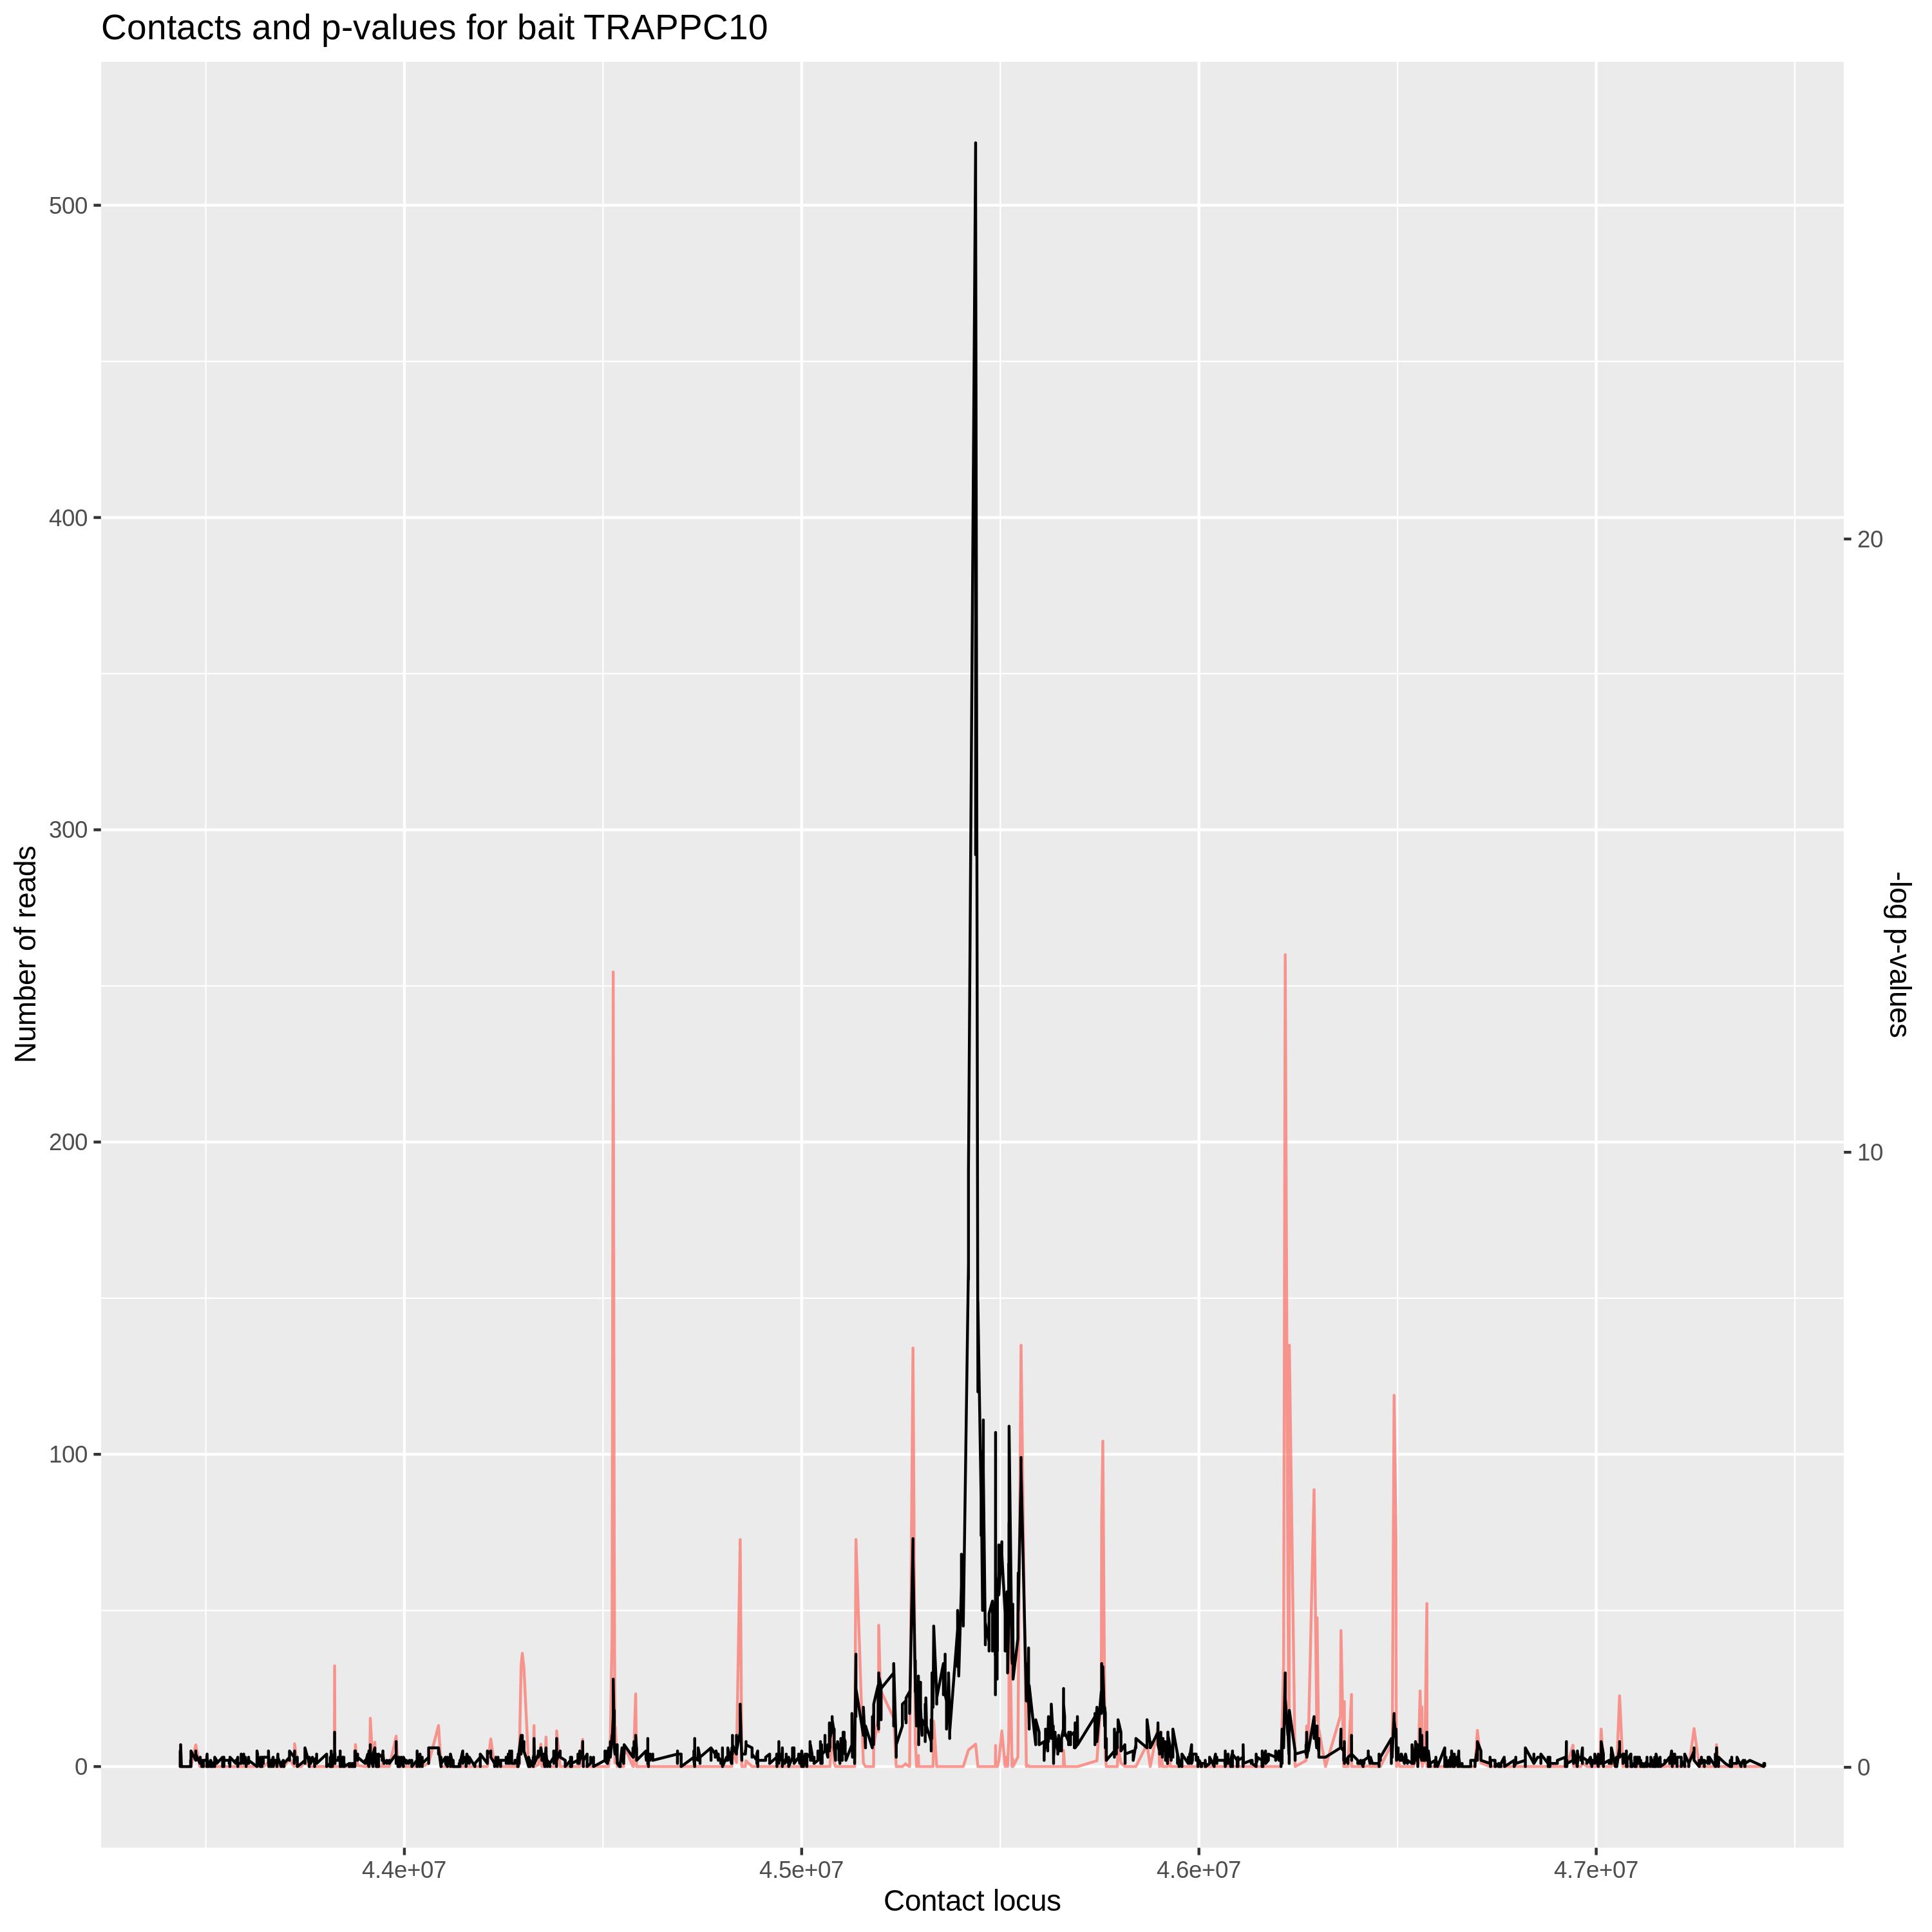 Contacts and p-values for bait TRAPPC10
500
400
300
200
100
0
Number of reads
20
10
0
-log p-values
4.4e+07
4.5e+07
4.6e+07
4.7e+07
Contact locus